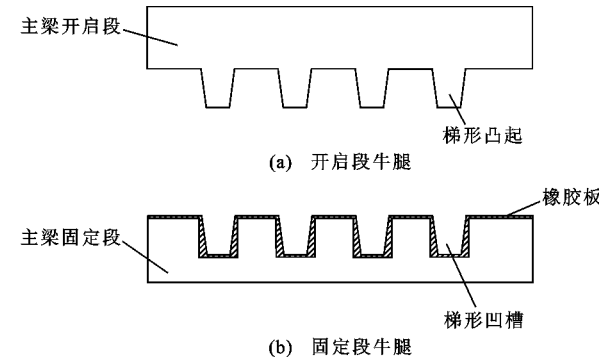 主梁开启段
梯形凸起
(a) 开启段牛腿
橡胶板
主梁固定段
梯形凹槽
(b) 固定段牛腿